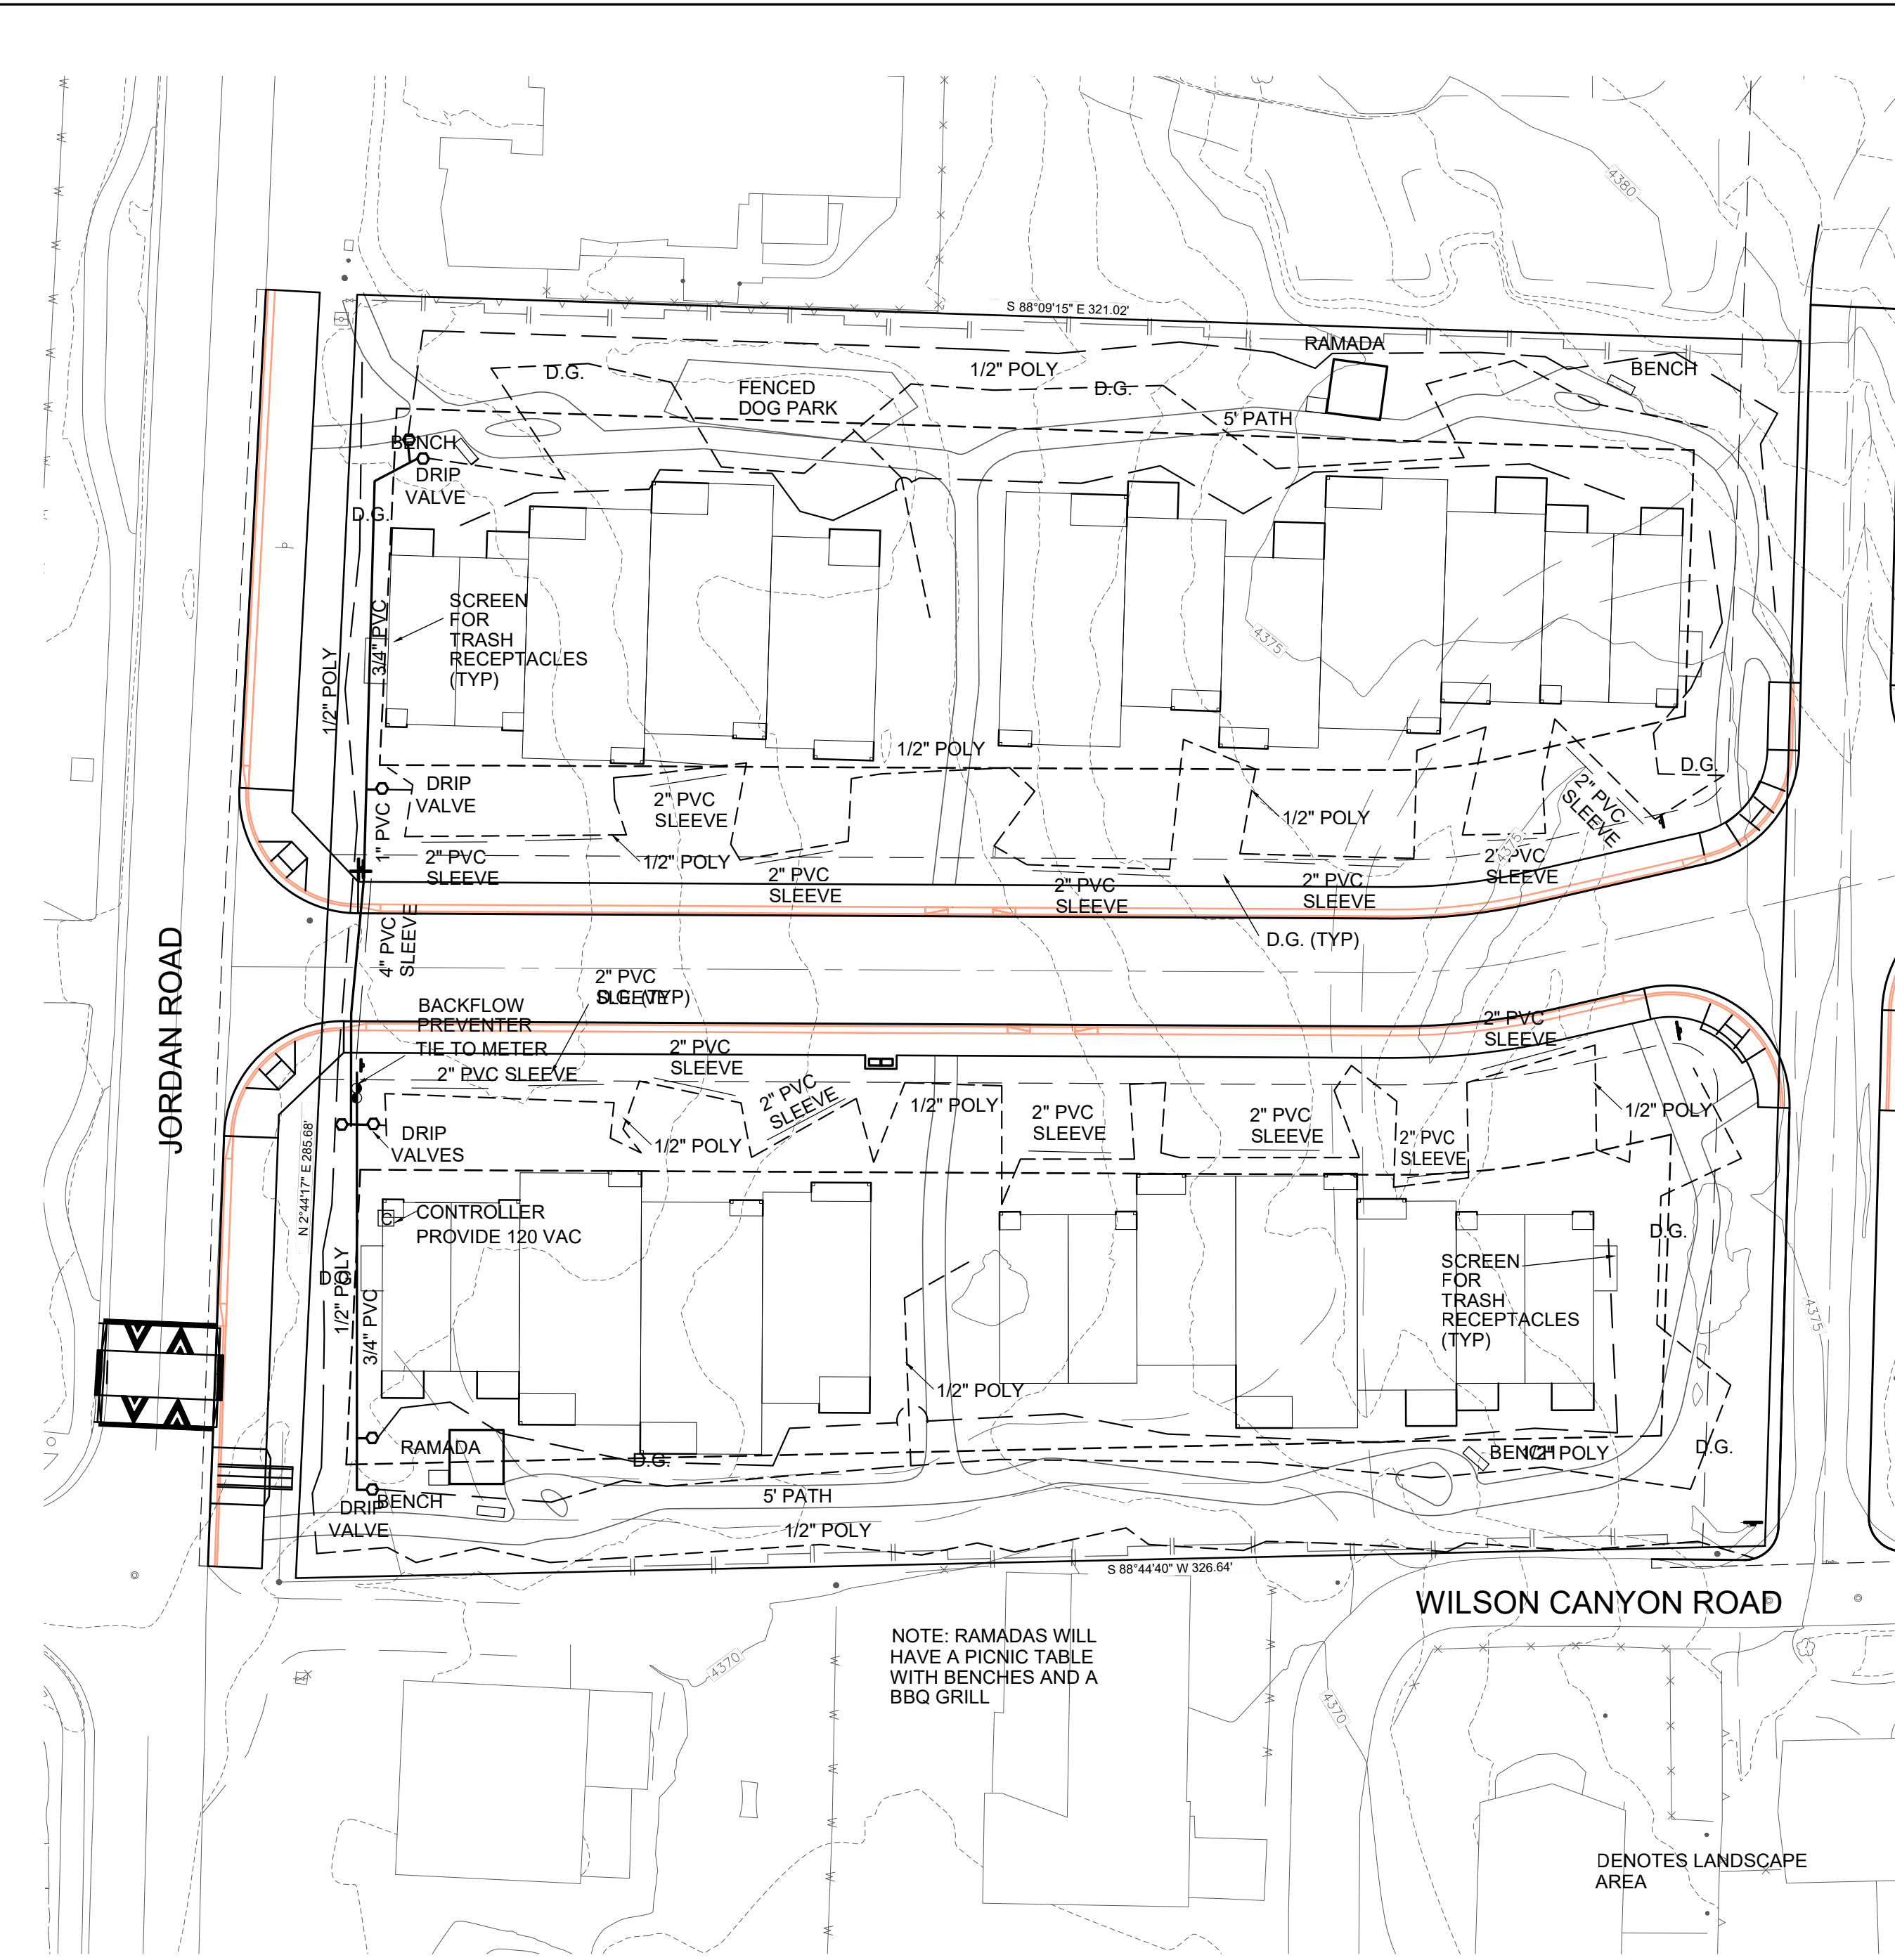 4380
S 88°09'15" E 321.02'
RAMADA
1/2" POLY
D.G.
BENCH
FENCED
DOG PARK
D.G.
5' PATH
BENCH
DRIP
VALVE
D.G.
SCREEN
FOR
TRASH
RECEPTACLES
(TYP)
3/4" PVC
1/2" POLY
4375
1/2" POLY
D.G.
DRIP
VALVE
2" PVC
SLEEVE
2" PVC
SLEEVE
1/2" POLY
1" PVC
2" PVC
SLEEVE
1/2" POLY
4375
2" PVC
SLEEVE
2" PVC
SLEEVE
2" PVC
SLEEVE
2" PVC
SLEEVE
4" PVC
SLEEVE
D.G. (TYP)
JORDAN ROAD
2" PVC
SLEEVE
D.G. (TYP)
BACKFLOW
PREVENTER
TIE TO METER
2" PVC SLEEVE
2" PVC
SLEEVE
2" PVC
SLEEVE
2" PVC
SLEEVE
1/2" POLY
2" PVC
SLEEVE
2" PVC
SLEEVE
1/2" POLY
DRIP
VALVES
1/2" POLY
2" PVC
SLEEVE
N 2°44'17" E 285.68'
C
CONTROLLER
PROVIDE 120 VAC
D.G.
D.G.
1/2" POLY
3/4" PVC
SCREEN
FOR
TRASH
RECEPTACLES
(TYP)
4375
1/2" POLY
RAMADA
D.G.
BENCH
1/2" POLY
D.G.
BENCH
DRIP
VALVE
5' PATH
1/2" POLY
S 88°44'40" W 326.64'
WILSON CANYON ROAD
NOTE: RAMADAS WILL
HAVE A PICNIC TABLE
WITH BENCHES AND A
BBQ GRILL
4370
4370
DENOTES LANDSCAPE
AREA